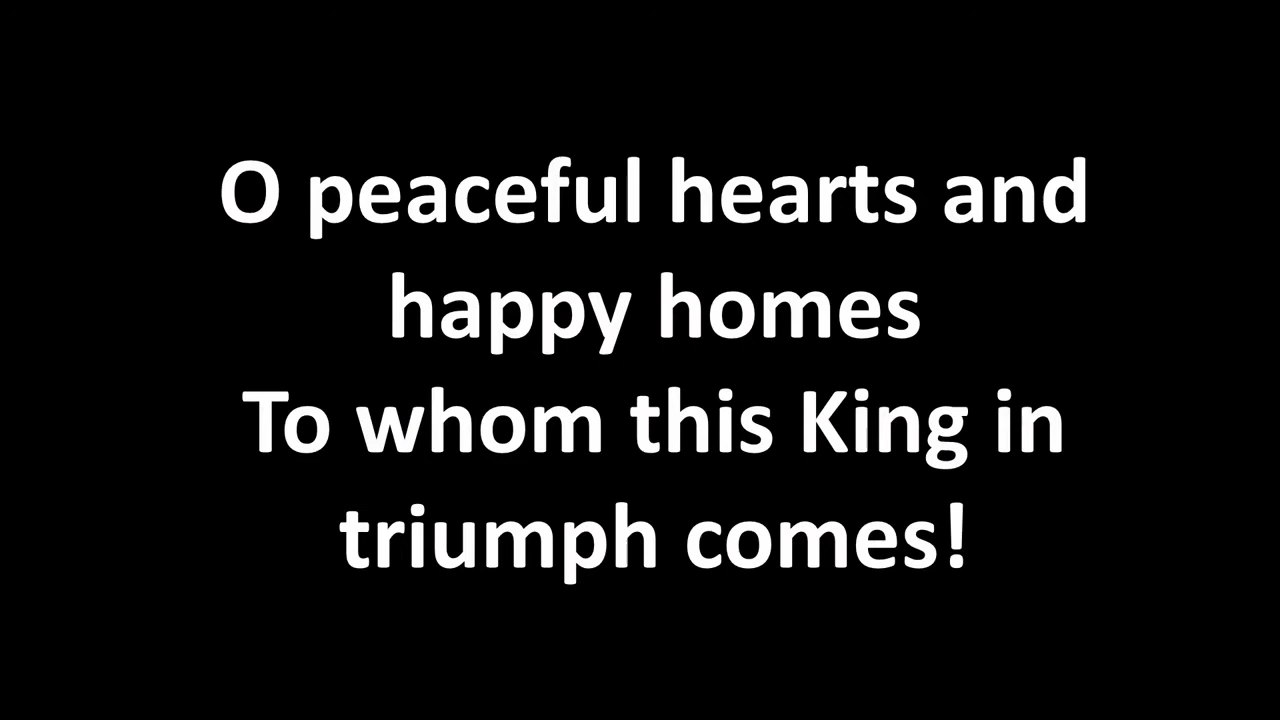 O peaceful hearts and
happy homes
To whom this King in
triumph comes!